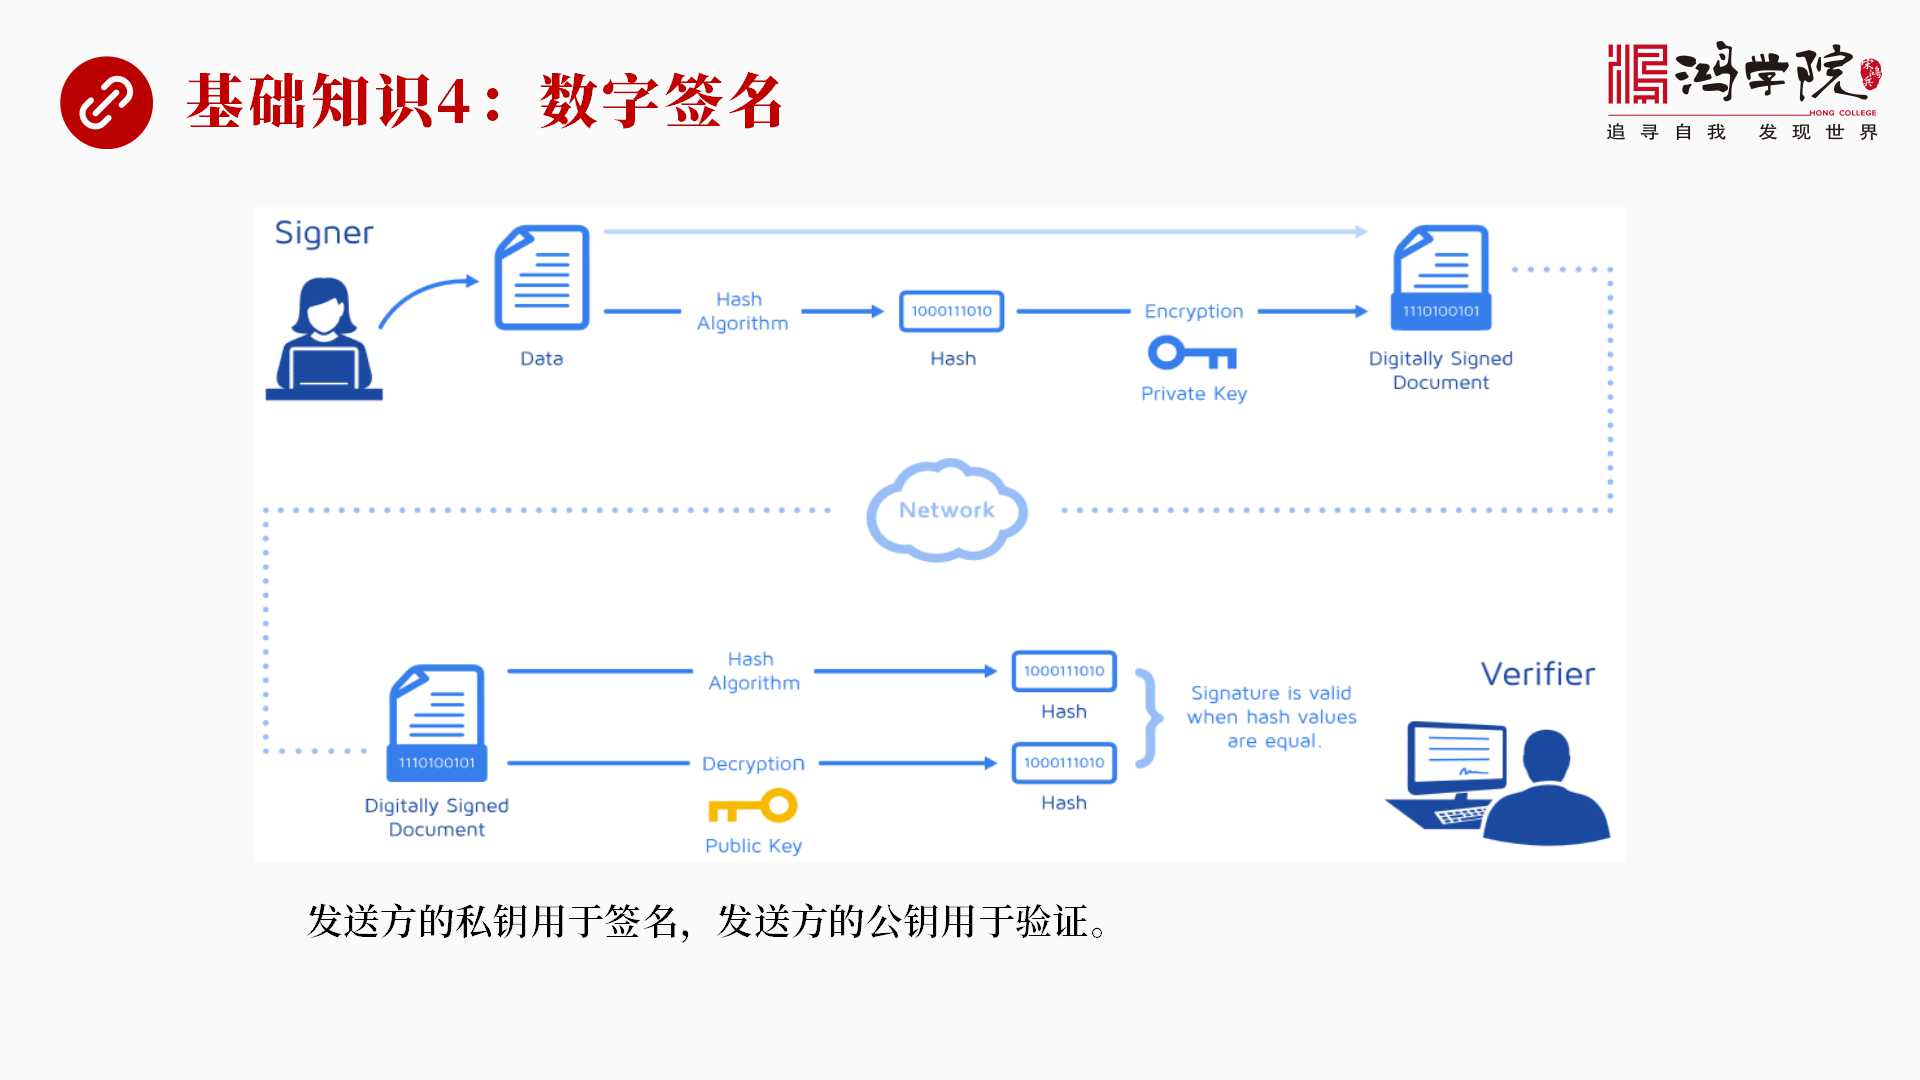 基础知识4：数字签名
鸿学院
宋鸿兵
HONG COLLEGE
追寻自我 发现世界
Signer
Data
Hash
Algorithm
1000111010
Hash
Encryption
Private Key
1110100101
Digitally Signed
Document
Network
1110100101
Digitally Signed
Document
Hash
Algorithm
1000111010
Hash
Decryption
Public Key
1000111010
Hash
Signature is valid
when hash values
are equal.
Verifier
发送方的私钥用于签名，发送方的公钥用于验证。